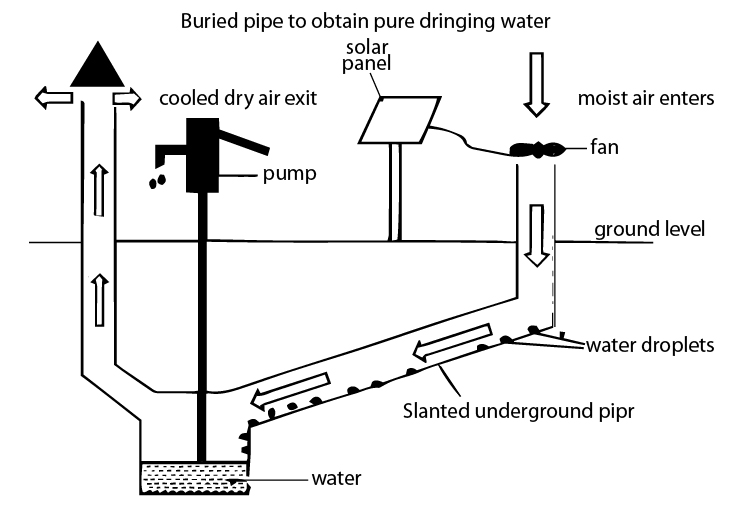 Buried pipe to obtain pure dringing water
solar
panel
cooled dry air exit
moist air enters
fan
pump
ground level
water droplets
Slanted underground pipr
water